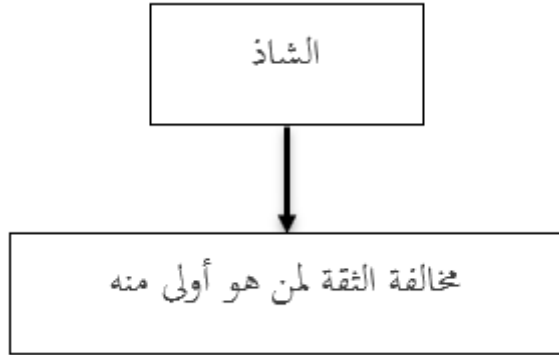 الشاذ
مخالفة الثقة لمن هو أولى منه